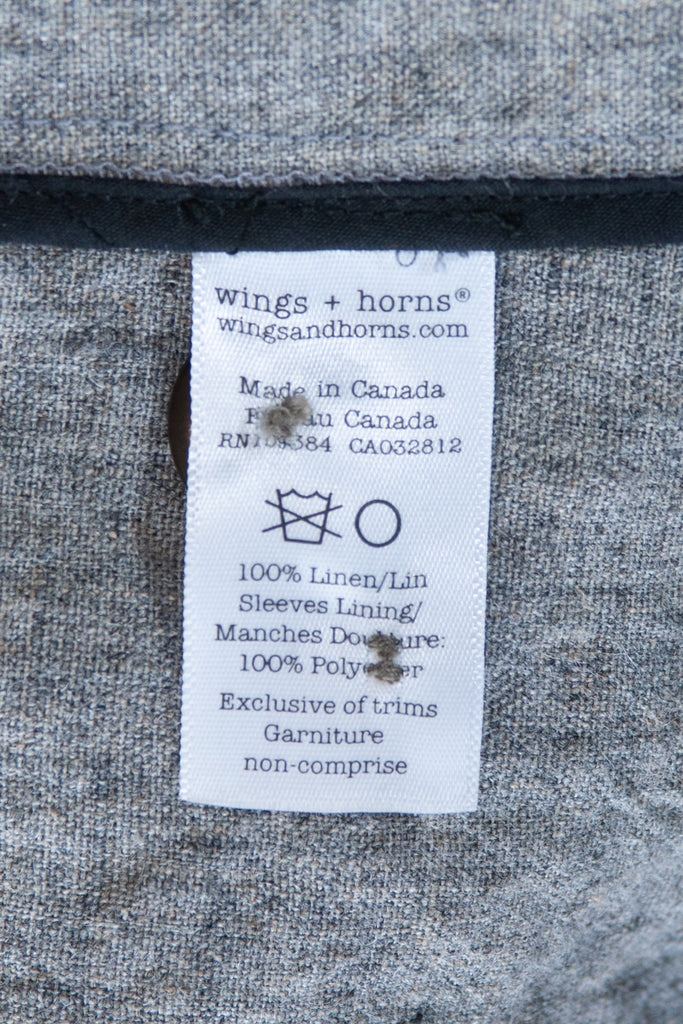 wings + horns®
wingsandhorns.com
Made in Canada
au Canada
CA032812
100% Linen/Lin
Sleeves Lining/
Manches
100%
Exclusive of trims
Garniture
non-comprise